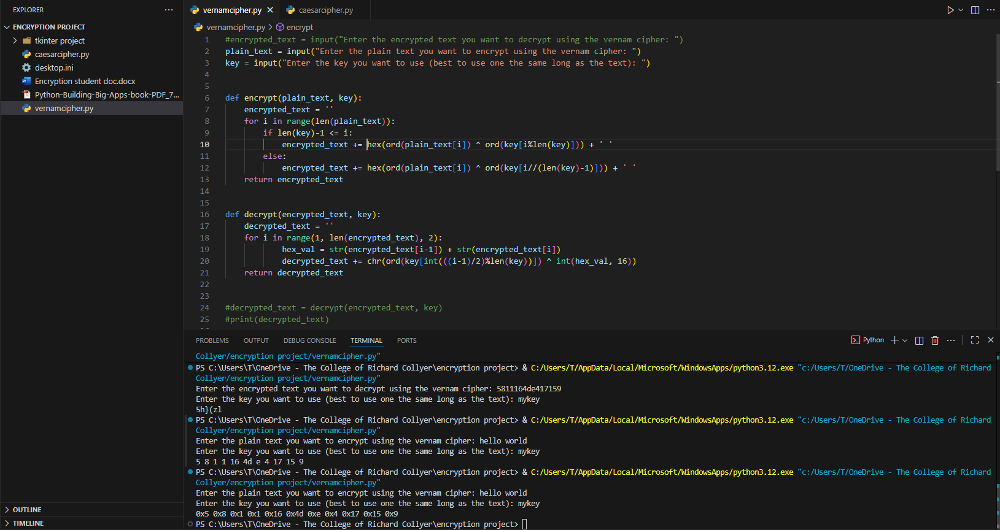 EXPLORER
ENCRYPTION PROJECT
tkinter project
caesarcipher.py
desktop.ini
Encryption student doc.docx
Python-Building-Big-Apps-book-PDF_7...
vernamcipher.py
OUTLINE
TIMELINE
vernamcipher.py
caesarcipher.py
vernamcipher.py > encrypt
1 #encrypted_text = input("Enter the encrypted text you want to decrypt using the vernam cipher: ")
2 plain_text = input("Enter the plain text you want to encrypt using the vernam cipher: ")
3 key = input("Enter the key you want to use (best to use one the same long as the text): ")
4
5
6 def encrypt(plain_text, key):
7     encrypted_text = ''
8     for i in range(len(plain_text)):
9         if len(key)-1 <= i:
10             encrypted_text += hex(ord(plain_text[i]) ^ ord(key[i%len(key)])) + ' '
11         else:
12             encrypted_text += hex(ord(plain_text[i]) ^ ord(key[i//(len(key)-1)])) + ' '
13     return encrypted_text
14
15
16 def decrypt(encrypted_text, key):
17     decrypted_text = ''
18     for i in range(1, len(encrypted_text), 2):
19             hex_val = str(encrypted_text[i-1]) + str(encrypted_text[i])
20             decrypted_text += chr(ord(key[int(((i-1)/2)%len(key))]) ^ int(hex_val, 16))
21     return decrypted_text
22
23
24 #decrypted_text = decrypt(encrypted_text, key)
25 #print(decrypted_text)
PROBLEMS OUTPUT DEBUG CONSOLE TERMINAL PORTS
Python
Collyer/encryption project/vernamcipher.py"
PS C:\Users\T\OneDrive - The College of Richard Collyer\encryption project> & C:/Users/T/AppData/Local/Microsoft/WindowsApps/python3.12.exe "c:/Users/T/OneDrive - The College of Richard
Collyer/encryption project/vernamcipher.py"
Enter the encrypted text you want to decrypt using the vernam cipher: 5811164de417159
Enter the key you want to use (best to use one the same long as the text): mykey
5h}(zl
PS C:\Users\T\OneDrive - The College of Richard Collyer\encryption project> & C:/Users/T/AppData/Local/Microsoft/WindowsApps/python3.12.exe "c:/Users/T/OneDrive - The College of Richard
Collyer/encryption project/vernamcipher.py"
Enter the plain text you want to encrypt using the vernam cipher: hello world
Enter the key you want to use (best to use one the same long as the text): mykey
5 8 1 1 16 4d e 4 17 15 9
PS C:\Users\T\OneDrive - The College of Richard Collyer\encryption project> & C:/Users/T/AppData/Local/Microsoft/WindowsApps/python3.12.exe "c:/Users/T/OneDrive - The College of Richard
Collyer/encryption project/vernamcipher.py"
Enter the plain text you want to encrypt using the vernam cipher: hello world
Enter the key you want to use (best to use one the same long as the text): mykey
0x5 0x8 0x1 0x1 0x16 0x4d 0xe 0x4 0x17 0x15 0x9
PS C:\Users\T\OneDrive - The College of Richard Collyer\encryption project>